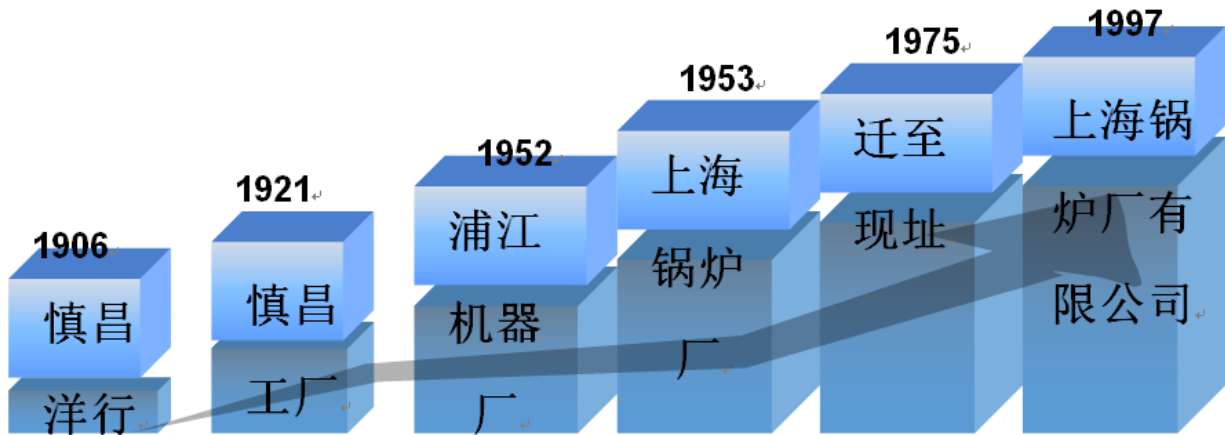 1906
慎昌
洋行
1921
慎昌
工厂
1952
浦江
机器
厂
1953
上海
锅炉
厂
1975
迁至
现址
1997
上海锅
炉厂有
限公司